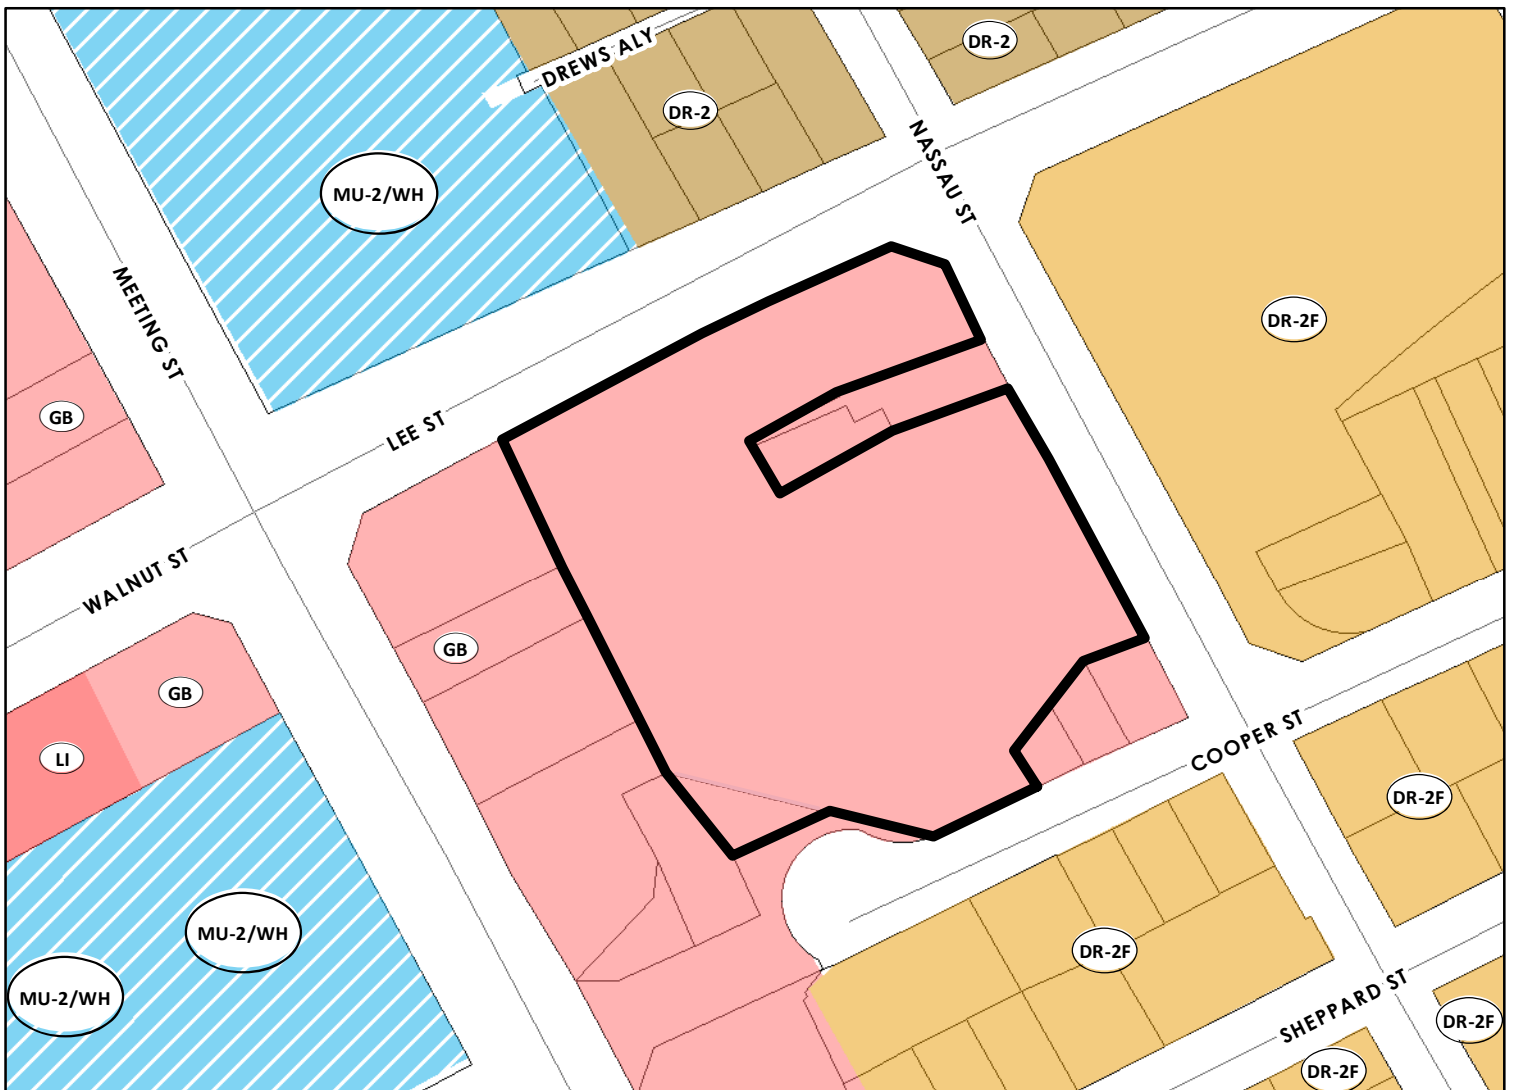 DR-2
DREWS ALY
DR-2
NASSAU ST
MU-2/WH
MEETING ST
DR-2F
GB
LEE ST
WALNUT ST
GB
GB
LI
COOPER ST
DR-2F
MU-2/WH
DR-2F
MU-2/WH
SHEPPARD ST
DR-2F
DR-2F